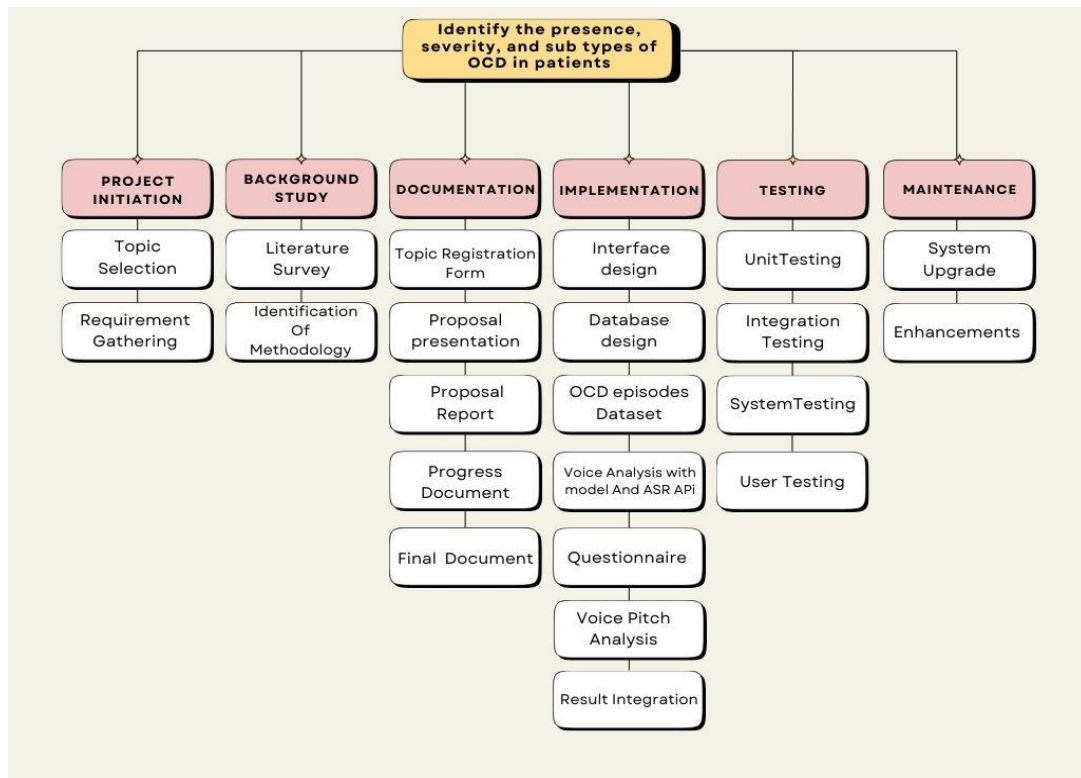 Identify the presence,
severity, and sub types of
OCD in patients
PROJECT
INITIATION
Topic
Selection
Requirement
Gathering
BACKGROUND
STUDY
Literature
Survey
Identification
Of
Methodology
DOCUMENTATION
Topic Registration
Form
Proposal
presentation
Proposal
Report
Progress
Document
Final Document
IMPLEMENTATION
Interface
design
Database
design
OCD episodes
Dataset
Voice Analysis with
model And ASR APi
Questionnaire
Voice Pitch
Analysis
Result Integration
TESTING
UnitTesting
Integration
Testing
SystemTesting
User Testing
MAINTENANCE
System
Upgrade
Enhancements